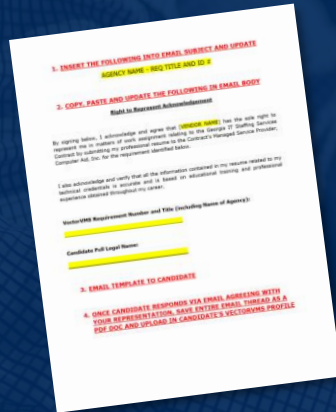 1. INSERT THE FOLLOWING INTO EMAIL SUBJECT AND UPDATE
AGENCY NAME – REQ TITLE AND ID #
2. COPY, PASTE AND UPDATE THE FOLLOWING IN EMAIL BODY
Right to Represent Acknowledgement
By signing below, I acknowledge and agree that [VENDOR NAME] has the sole right to
represent me in matters of work assignment relating to the Georgia IT Staffing Services
Contract by submitting my professional resume to the Contract's Managed Service Provider,
Computer Aid, Inc. for the requirement identified below.
I also acknowledge and verify that all the information contained in my resume related to my
technical credentials is accurate and is based on educational training and professional
experience obtained throughout my career.
VectorVMS Requirement Number and Title (including Name of Agency):
Candidate Full Legal Name:
3. EMAIL TEMPLATE TO CANDIDATE
4. ONCE CANDIDATE RESPONDS VIA EMAIL AGREEING WITH
YOUR REPRESENTATION, SAVE ENTIRE EMAIL THREAD AS A
PDF DOC AND UPLOAD IN CANDIDATE'S VECTORVMS PROFILE